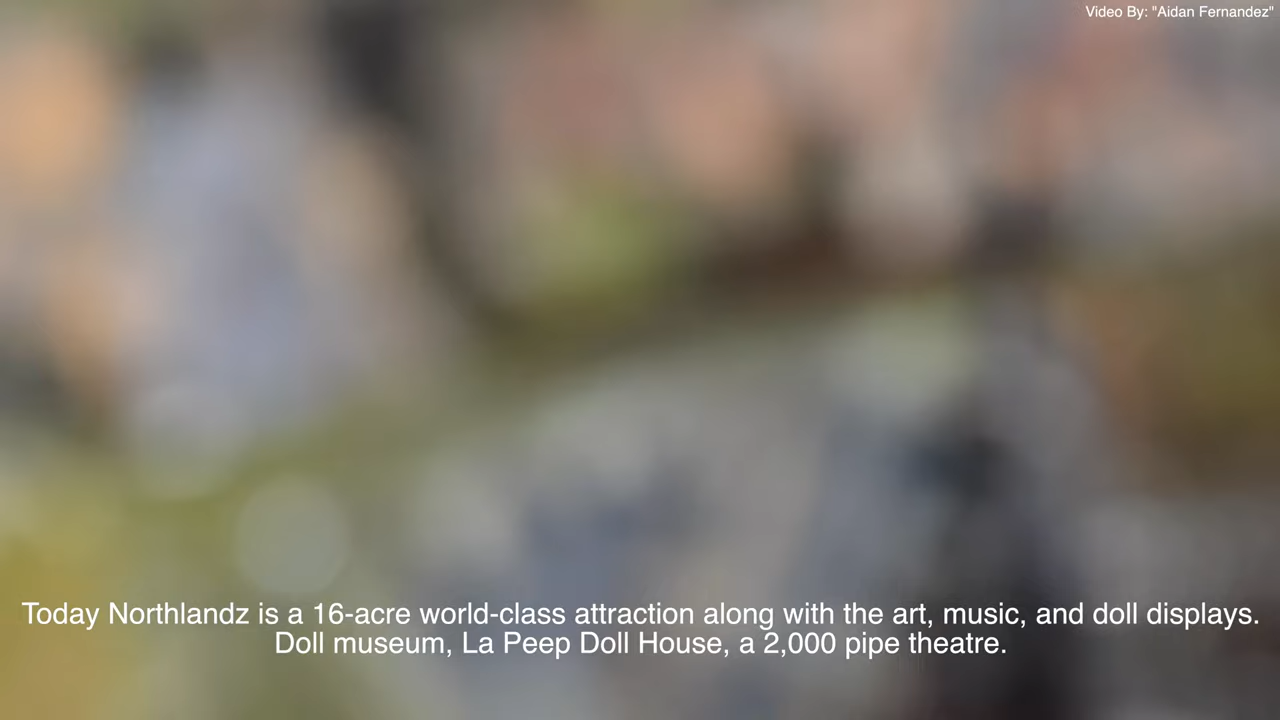 Video By: "Aidan Fernandez"
Today Northlandz is a 16-acre world-class attraction along with the art, music, and doll displays.
Doll museum, La Peep Doll House, a 2,000 pipe theatre.